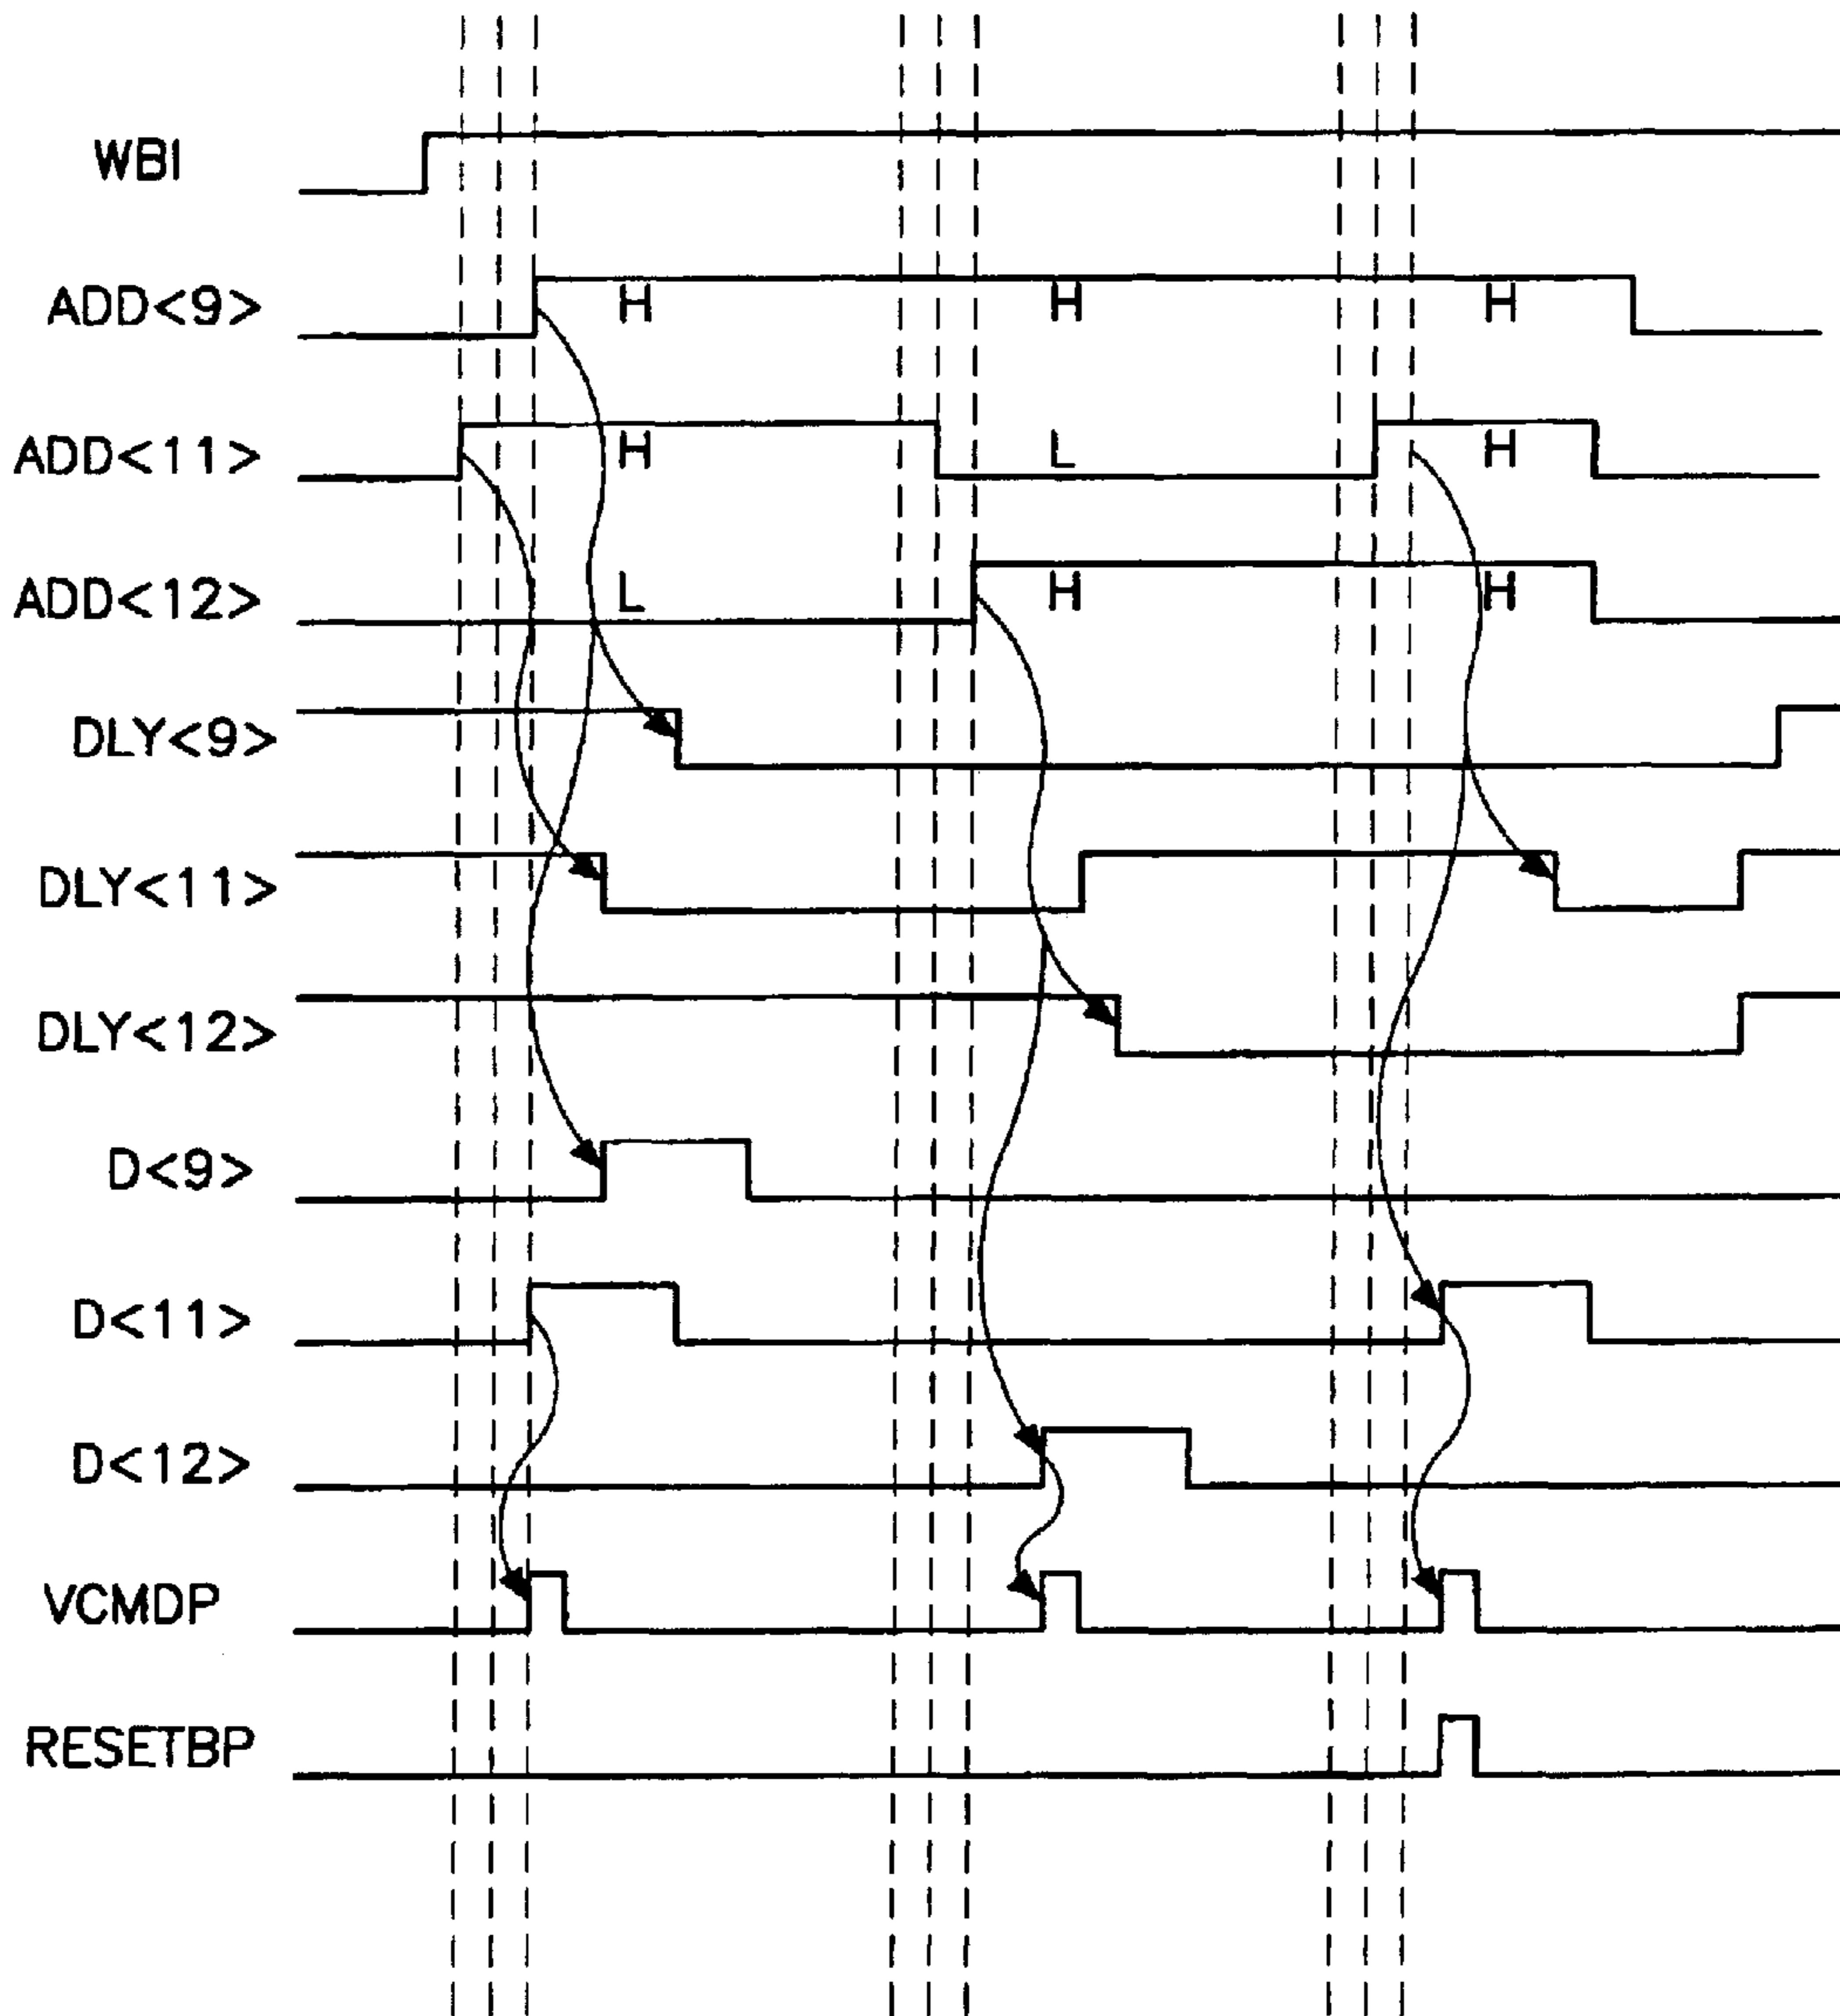 WBI
ADD<9> H H H
ADD<11> H L H
ADD<12> L H H
DLY<9>
DLY<11>
DLY<12>
D<9>
D<11>
D<12>
VCMDP
RESETBP